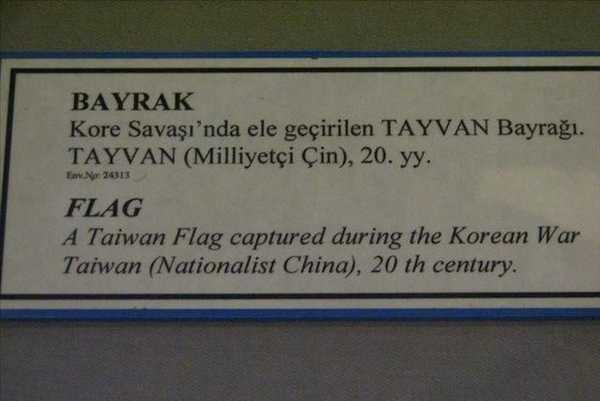 BAYRAK
Kore Savaşı'nda ele geçirilen TAYVAN Bayrağı.
TAYVAN (Milliyetçi Çin), 20. yy.
Env.No: 24313
FLAG
A Taiwan Flag captured during the Korean War
Taiwan (Nationalist China), 20 th century.